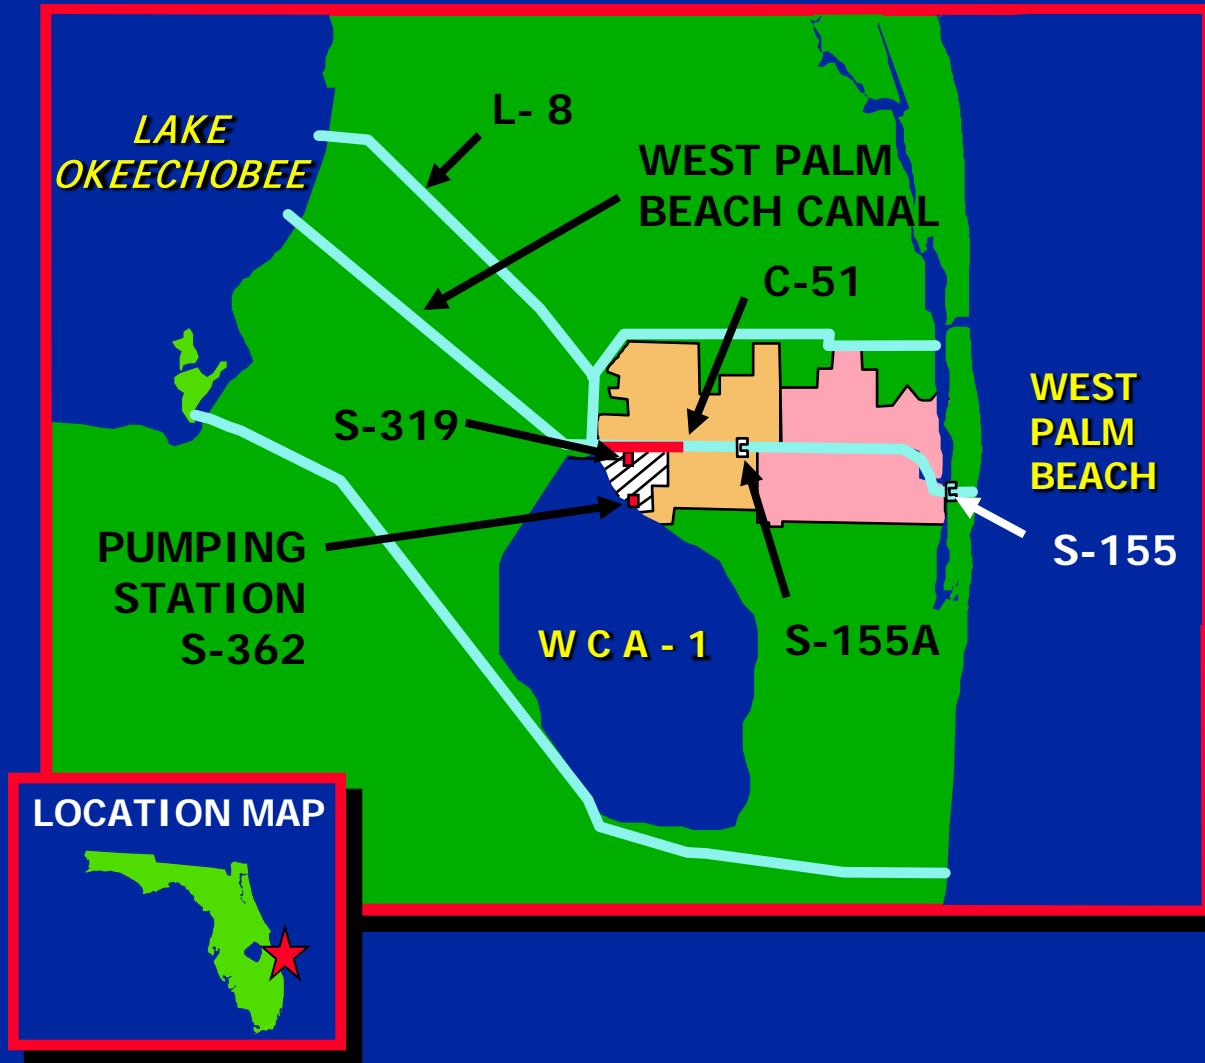 L- 8
LAKE
OKEECHOBEE
WEST PALM
BEACH CANAL
C-51
WEST
PALM
BEACH
S-319
PUMPING
STATION
S-362
S-155
WCA-1
S-155A
LOCATION MAP